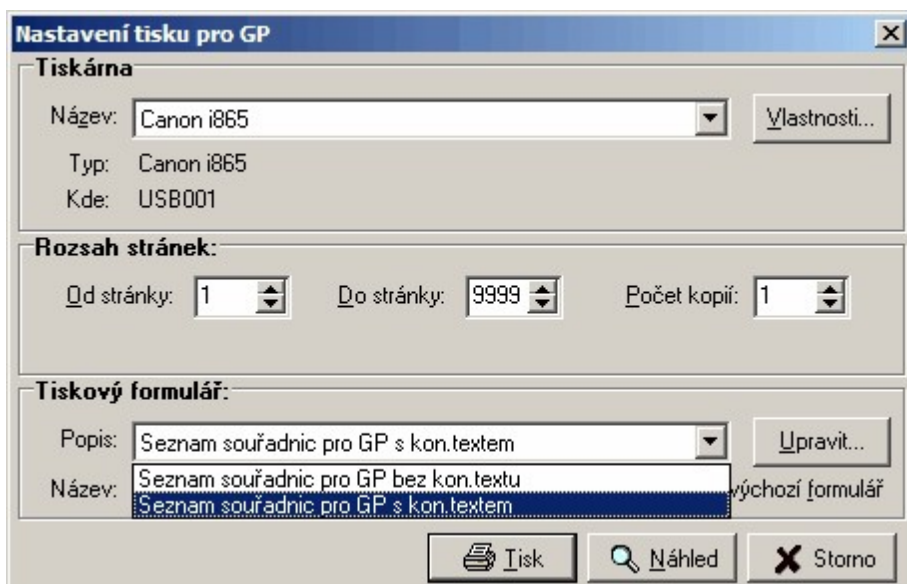 Nastavení tisku pro GP
Tiskárna
Název: Canon i865 Vlastnosti...
Typ: Canon i865
Kde: USB001
Rozsah stránek:
Od stránky: 1 Do stránky: 9999 Počet kopií: 1
Tiskový formulář:
Popis: Seznam souřadnic pro GP s kon.textem Upravit...
Seznam souřadnic pro GP bez kon.textu
Název: výchozí formulář
Seznam souřadnic pro GP s kon.textem
Tisk Náhled Storno